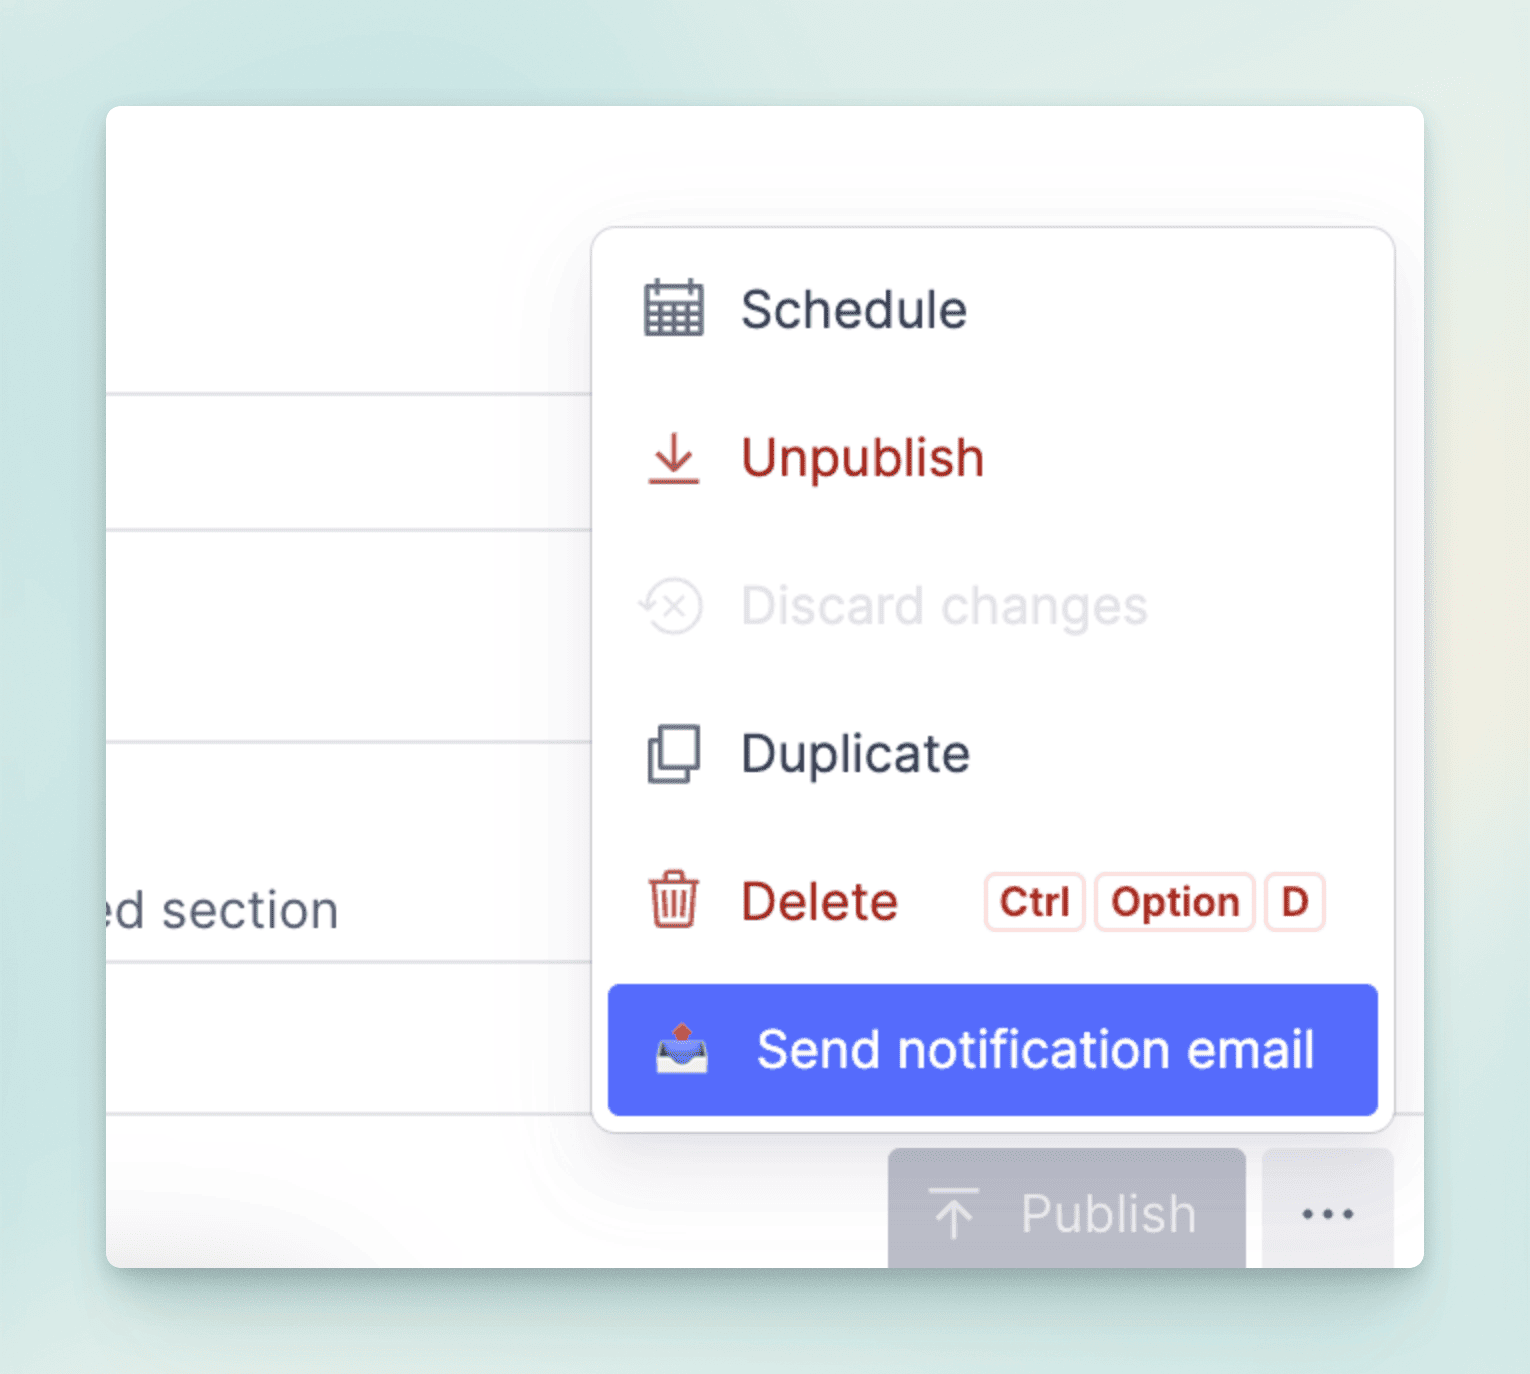 Schedule
Unpublish
Discard changes
Duplicate
ed section
Delete Ctrl Option D
Send notification email
Publish